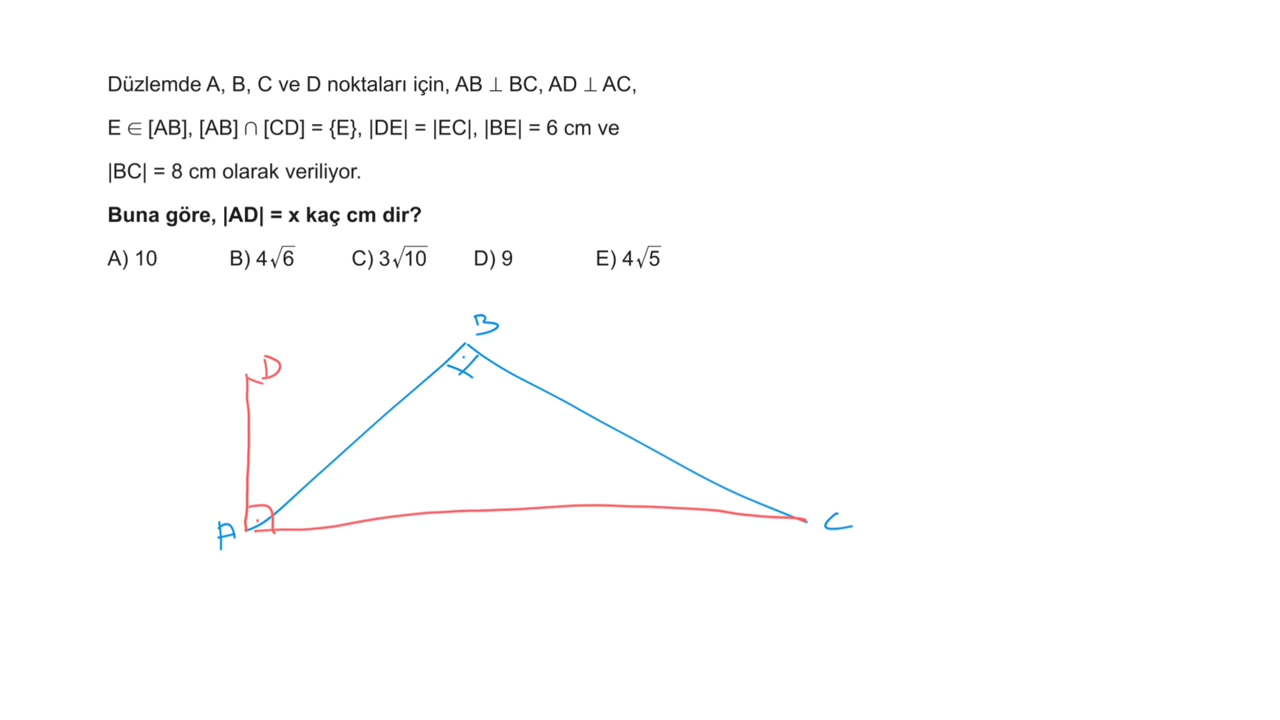 Düzlemde A, B, C ve D noktaları için, AB ⊥ BC, AD ⊥ AC,
E ∈ [AB], [AB] ∩ [CD] = {E}, |DE| = |EC|, |BE| = 6 cm ve
|BC| = 8 cm olarak veriliyor.
Buna göre, |AD| = x kaç cm dir?
A) 10 B) 4√6 C) 3√10 D) 9 E) 4√5
B
D
A
C